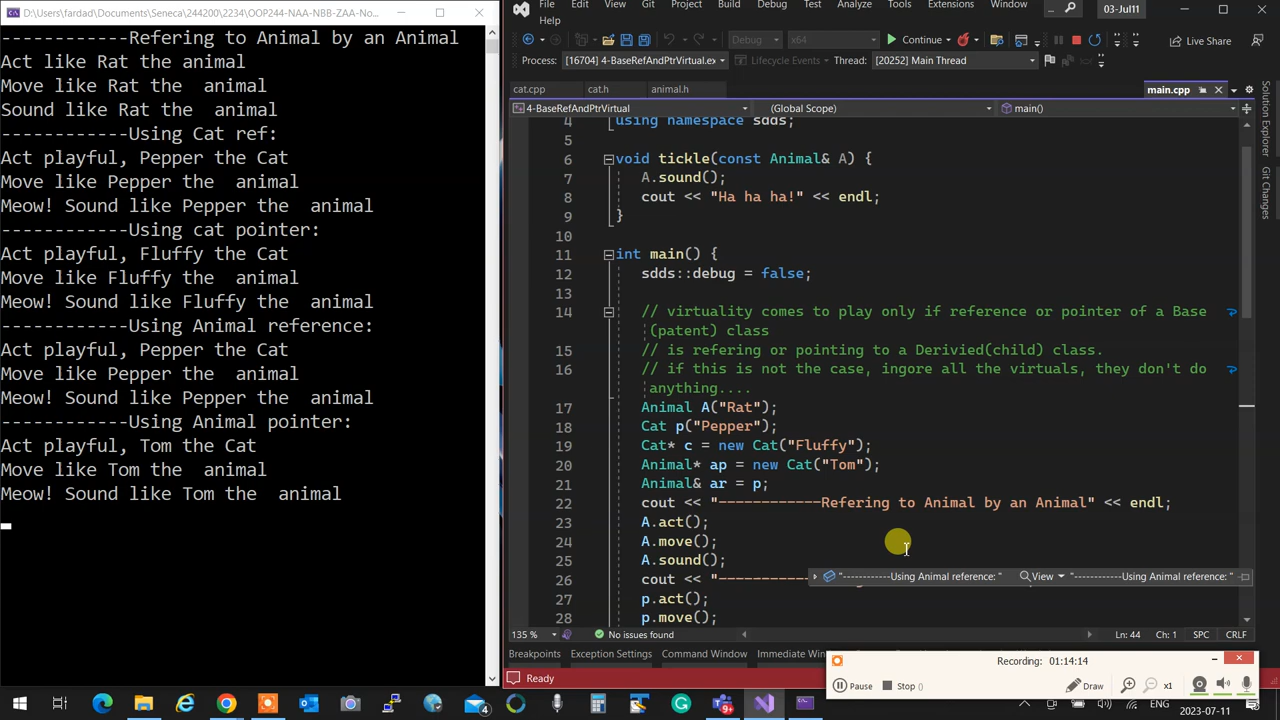 D:\Users\fardad\Documents\Seneca\244200\2234\OOP244-NAA-NBB-ZAA-No...
------------Refering to Animal by an Animal
Act like Rat the animal
Move like Rat the  animal
Sound like Rat the  animal
------------Using Cat ref:
Act playful, Pepper the Cat
Move like Pepper the  animal
Meow! Sound like Pepper the  animal
------------Using cat pointer:
Act playful, Fluffy the Cat
Move like Fluffy the  animal
Meow! Sound like Fluffy the  animal
------------Using Animal reference:
Act playful, Pepper the Cat
Move like Pepper the  animal
Meow! Sound like Pepper the  animal
------------Using Animal pointer:
Act playful, Tom the Cat
Move like Tom the  animal
Meow! Sound like Tom the  animal
File Edit View Git Project Build Debug Test Analyze Tools Extensions Window 03-Jul11
Help
Debug x64 Continue Live Share
Process: [16704] 4-BaseRefAndPtrVirtual.ex Lifecycle Events Thread: [20252] Main Thread
cat.cpp cat.h animal.h main.cpp
4-BaseRefAndPtrVirtual (Global Scope) main()
4 using namespace sdds;
5
6 void tickle(const Animal& A) {
7 A.sound();
8 cout << "Ha ha ha!" << endl;
9 }
10
11 int main() {
12 sdds::debug = false;
13
14 // virtuality comes to play only if reference or pointer of a Base
(patent) class
15 // is refering or pointing to a Derivied(child) class.
16 // if this is not the case, ingore all the virtuals, they don't do
anything....
17 Animal A("Rat");
18 Cat p("Pepper");
19 Cat* c = new Cat("Fluffy");
20 Animal* ap = new Cat("Tom");
21 Animal& ar = p;
22 cout << "------------Refering to Animal by an Animal" << endl;
23 A.act();
24 A.move();
25 A.sound();
26 cout << "------------
"------------Using Animal reference:" View "------------Using Animal reference:"
27 p.act();
28 p.move();
135 % No issues found Ln: 44 Ch: 1 SPC CRLF
Breakpoints Exception Settings Command Window Immediate Win
Ready
Solution Explorer
Git Changes
Recording: 01:14:14
Pause Stop () Draw x1
4 9+ ENG 2023-07-11 2